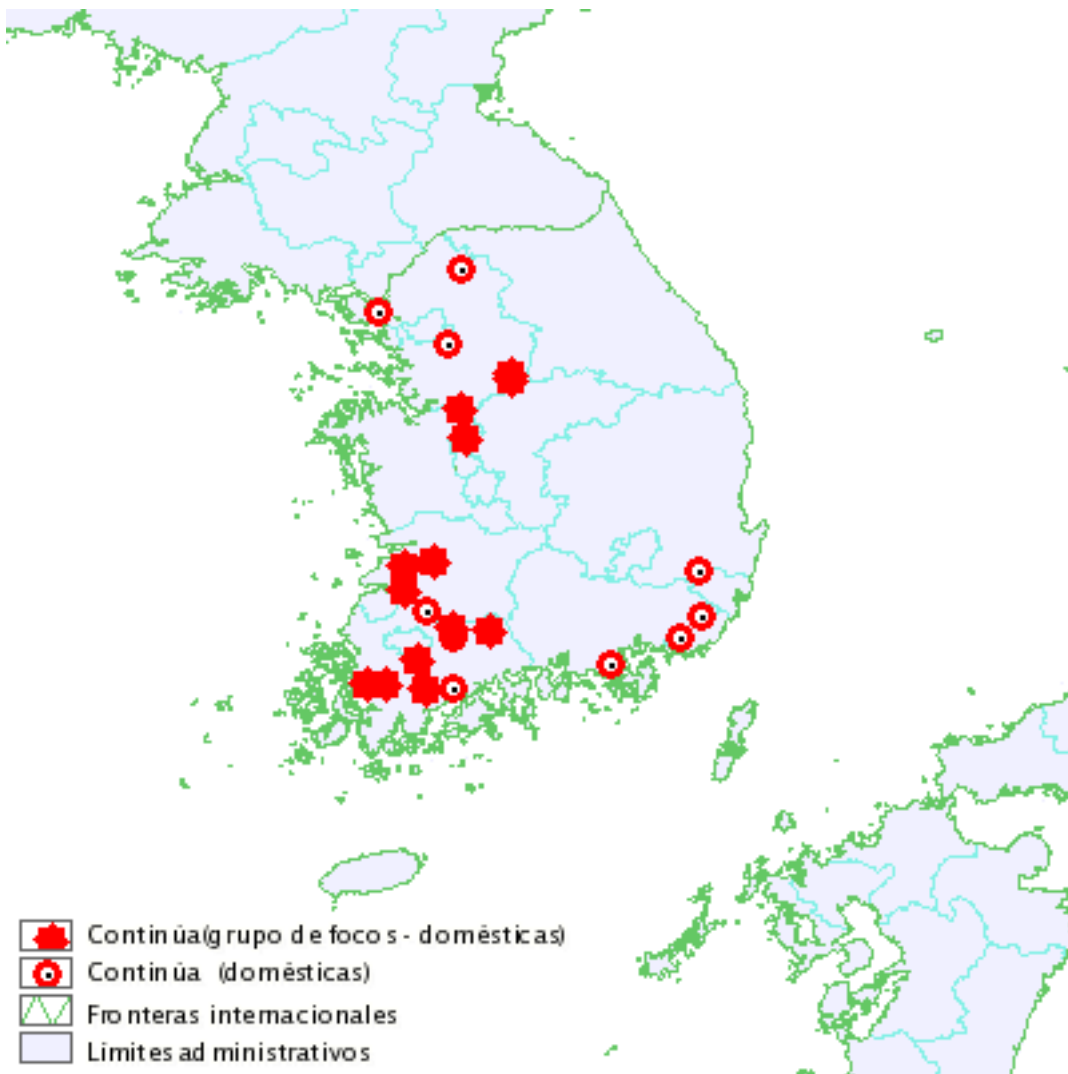 Continúa(grupo de focos - domésticas)
Continúa (domésticas)
Fronteras internacionales
Límites administrativos